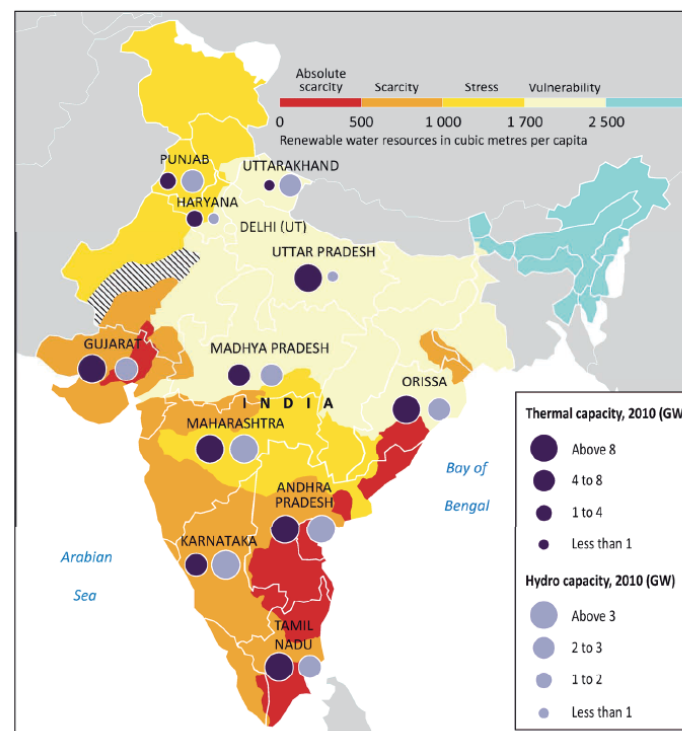 Absolute
scarcity Scarcity Stress Vulnerability
0 500 1 000 1 700 2 500
Renewable water resources in cubic metres per capita
PUNJAB
UTTARAKHAND
HARYANA
DELHI (UT)
UTTAR PRADESH
GUJARAT
MADHYA PRADESH
ORISSA
INDIA
MAHARASHTRA
ANDHRA
PRADESH
KARNATAKA
TAMIL
NADU
Arabian
Sea
Bay of
Bengal
Thermal capacity, 2010 (GW)
Above 8
4 to 8
1 to 4
Less than 1
Hydro capacity, 2010 (GW)
Above 3
2 to 3
1 to 2
Less than 1